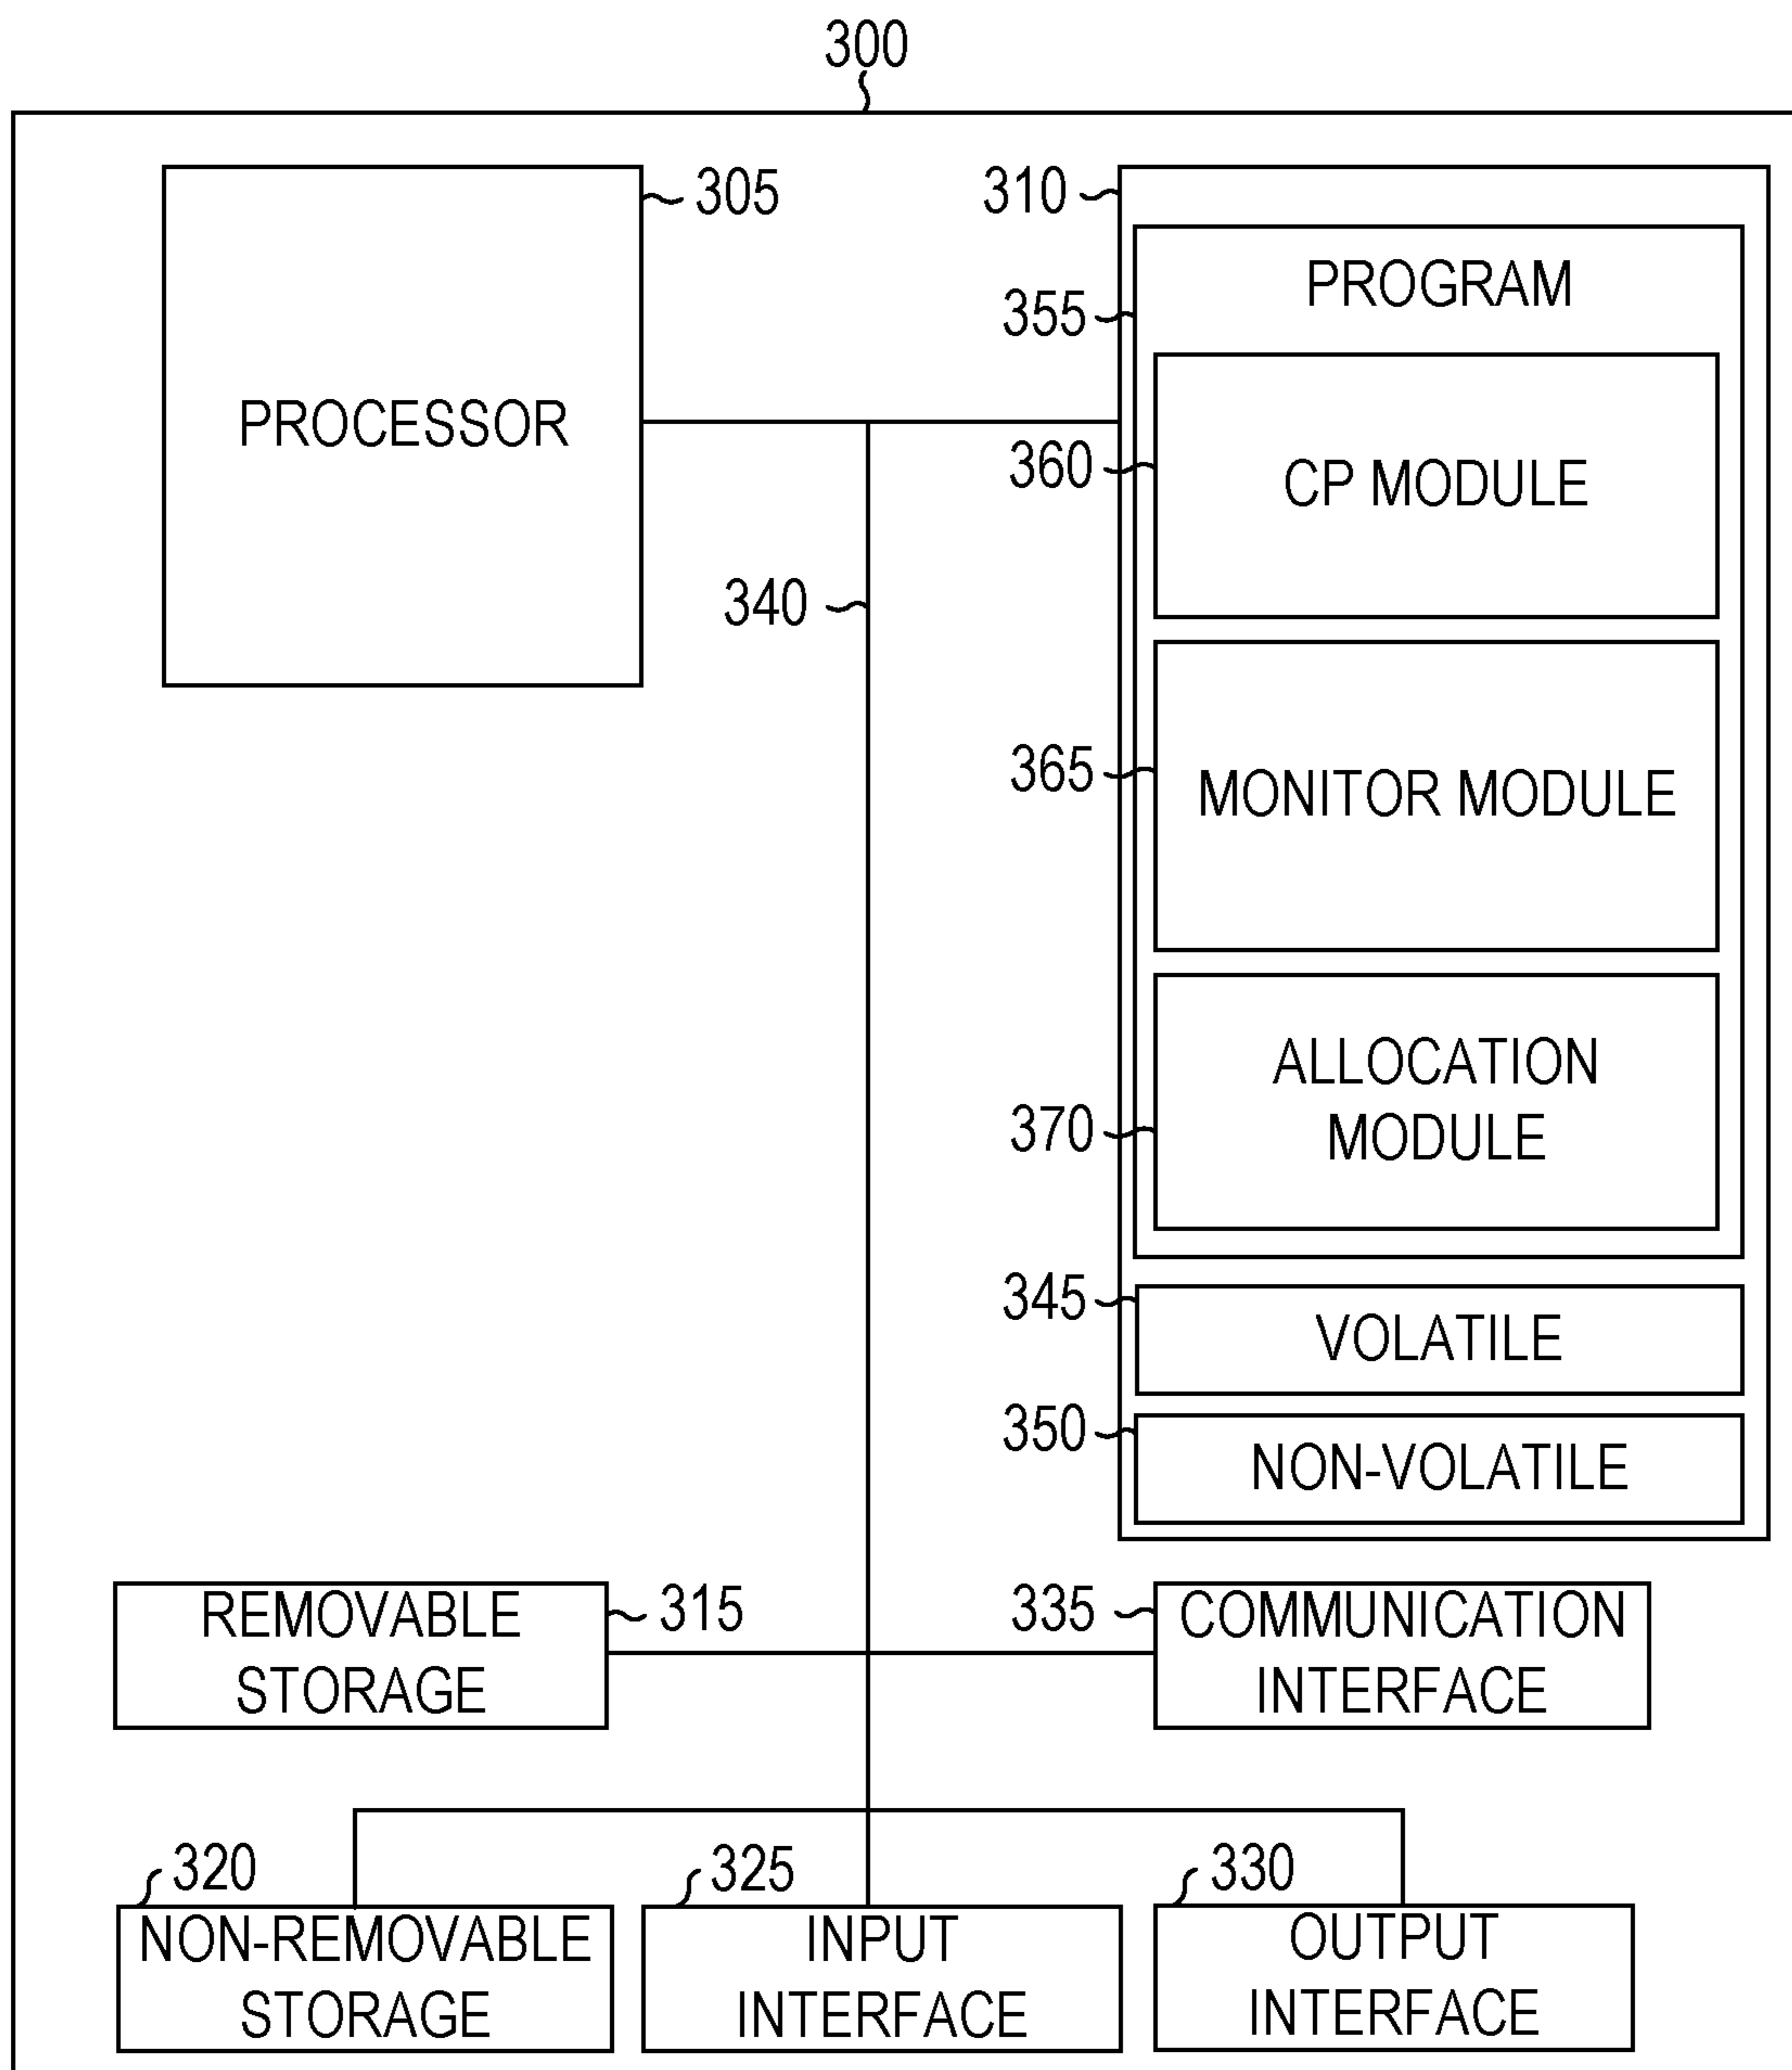 300
305
310
PROGRAM
355
PROCESSOR
360
CP MODULE
340
365
MONITOR MODULE
ALLOCATION
MODULE
370
345
VOLATILE
350
NON-VOLATILE
REMOVABLE
STORAGE
315
335
COMMUNICATION
INTERFACE
320
325
330
NON-REMOVABLE
STORAGE
INPUT
INTERFACE
OUTPUT
INTERFACE